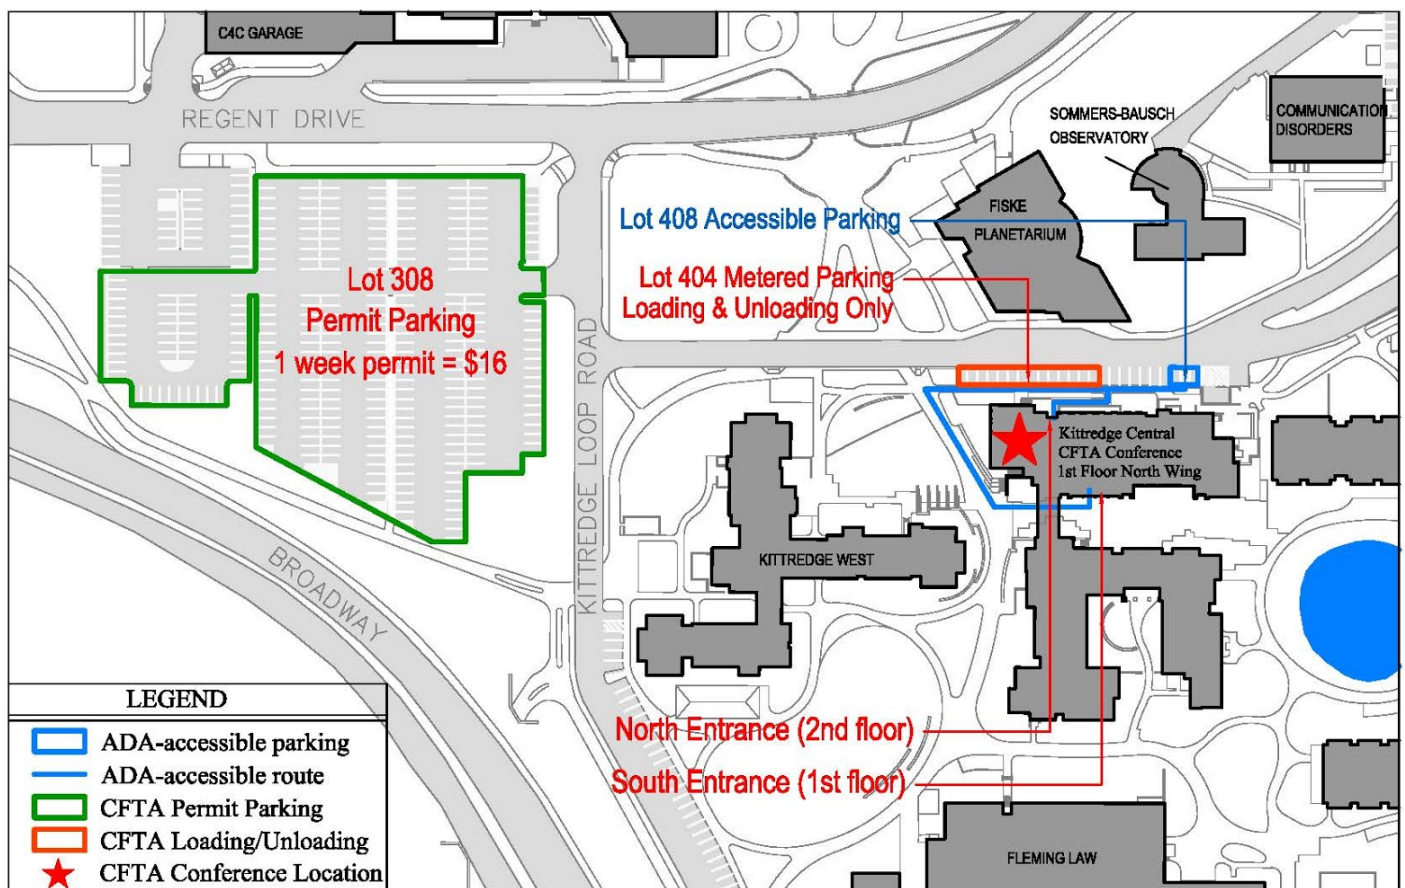 C4C GARAGE
REGENT DRIVE
SOMMERS-BAUSCH
OBSERVATORY
COMMUNICATION
DISORDERS
FISKE
PLANETARIUM
Lot 408 Accessible Parking
Lot 404 Metered Parking
Loading & Unloading Only
Lot 308
Permit Parking
1 week permit = $16
KITTREDGE LOOP ROAD
Kittredge Central
CFTA Conference
1st Floor North Wing
KITTREDGE WEST
BROADWAY
North Entrance (2nd floor)
South Entrance (1st floor)
FLEMING LAW
LEGEND
ADA-accessible parking
ADA-accessible route
CFTA Permit Parking
CFTA Loading/Unloading
CFTA Conference Location